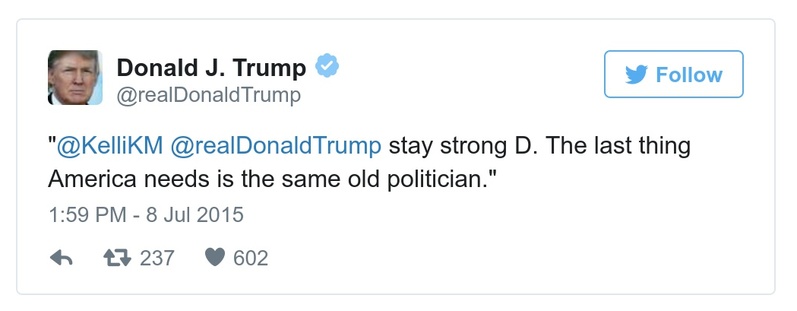 Donald J. Trump
@realDonaldTrump
Follow
"@KelliKM @realDonaldTrump stay strong D. The last thing
America needs is the same old politician."
1:59 PM - 8 Jul 2015
237 602